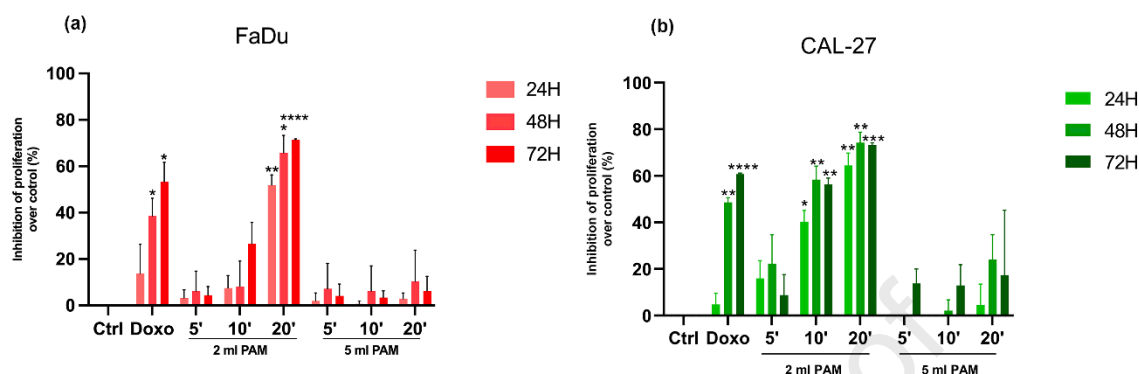 (a)
FaDu
Inhibition of proliferation
over cotrol (%)
100
80
60
40
20
0
*
*
**
*
****
Ctrl Doxo 5' 10' 20' 5' 10' 20'
2 ml PAM 5 ml PAM
24H
48H
72H
(b)
CAL-27
Inhibition of proliferation
over control (%)
100
80
60
40
20
0
**
****
*
**
**
**
**
***
Ctrl Doxo 5' 10' 20' 5' 10' 20'
2 ml PAM 5 ml PAM
24H
48H
72H
of